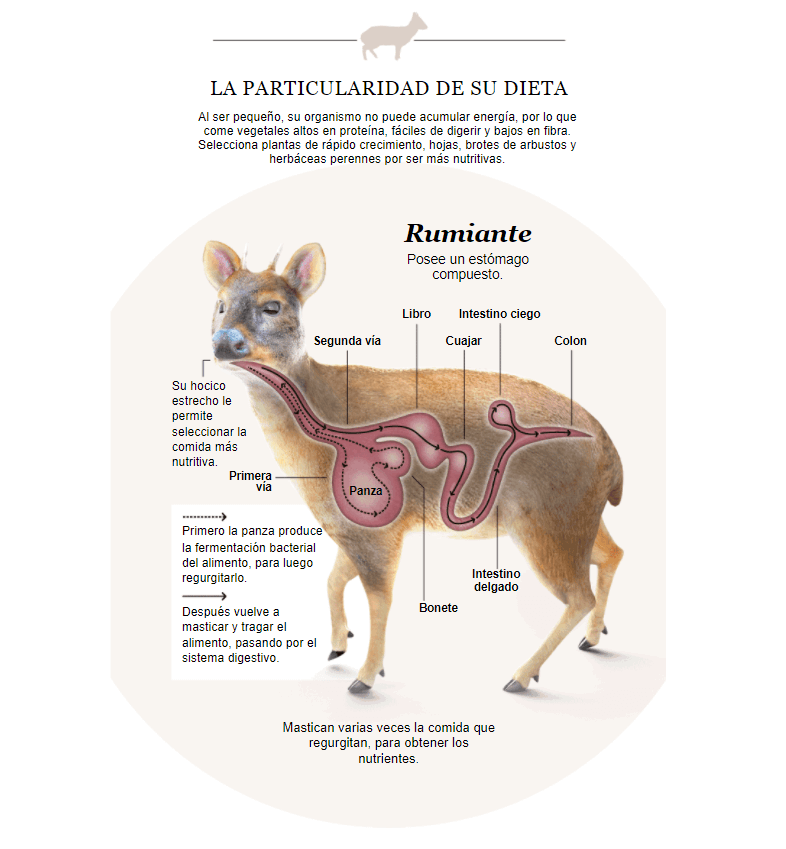 LA PARTICULARIDAD DE SU DIETA
Al ser pequeño, su organismo no puede acumular energía, por lo que
come vegetales altos en proteína, fáciles de digerir y bajos en fibra.
Selecciona plantas de rápido crecimiento, hojas, brotes de arbustos y
herbáceas perennes por ser más nutritivas.
Rumiante
Posee un estómago
compuesto.
Libro
Intestino ciego
Segunda vía
Cuajar
Colon
Su hocico
estrecho le
permite
seleccionar la
comida más
nutritiva.
Primera
vía
Panza
Primero la panza produce
la fermentación bacterial
del alimento, para luego
regurgitarlo.
Después vuelve a
masticar y tragar el
alimento, pasando por el
sistema digestivo.
Intestino
delgado
Bonete
Mastican varias veces la comida que
regurgitan, para obtener los
nutrientes.